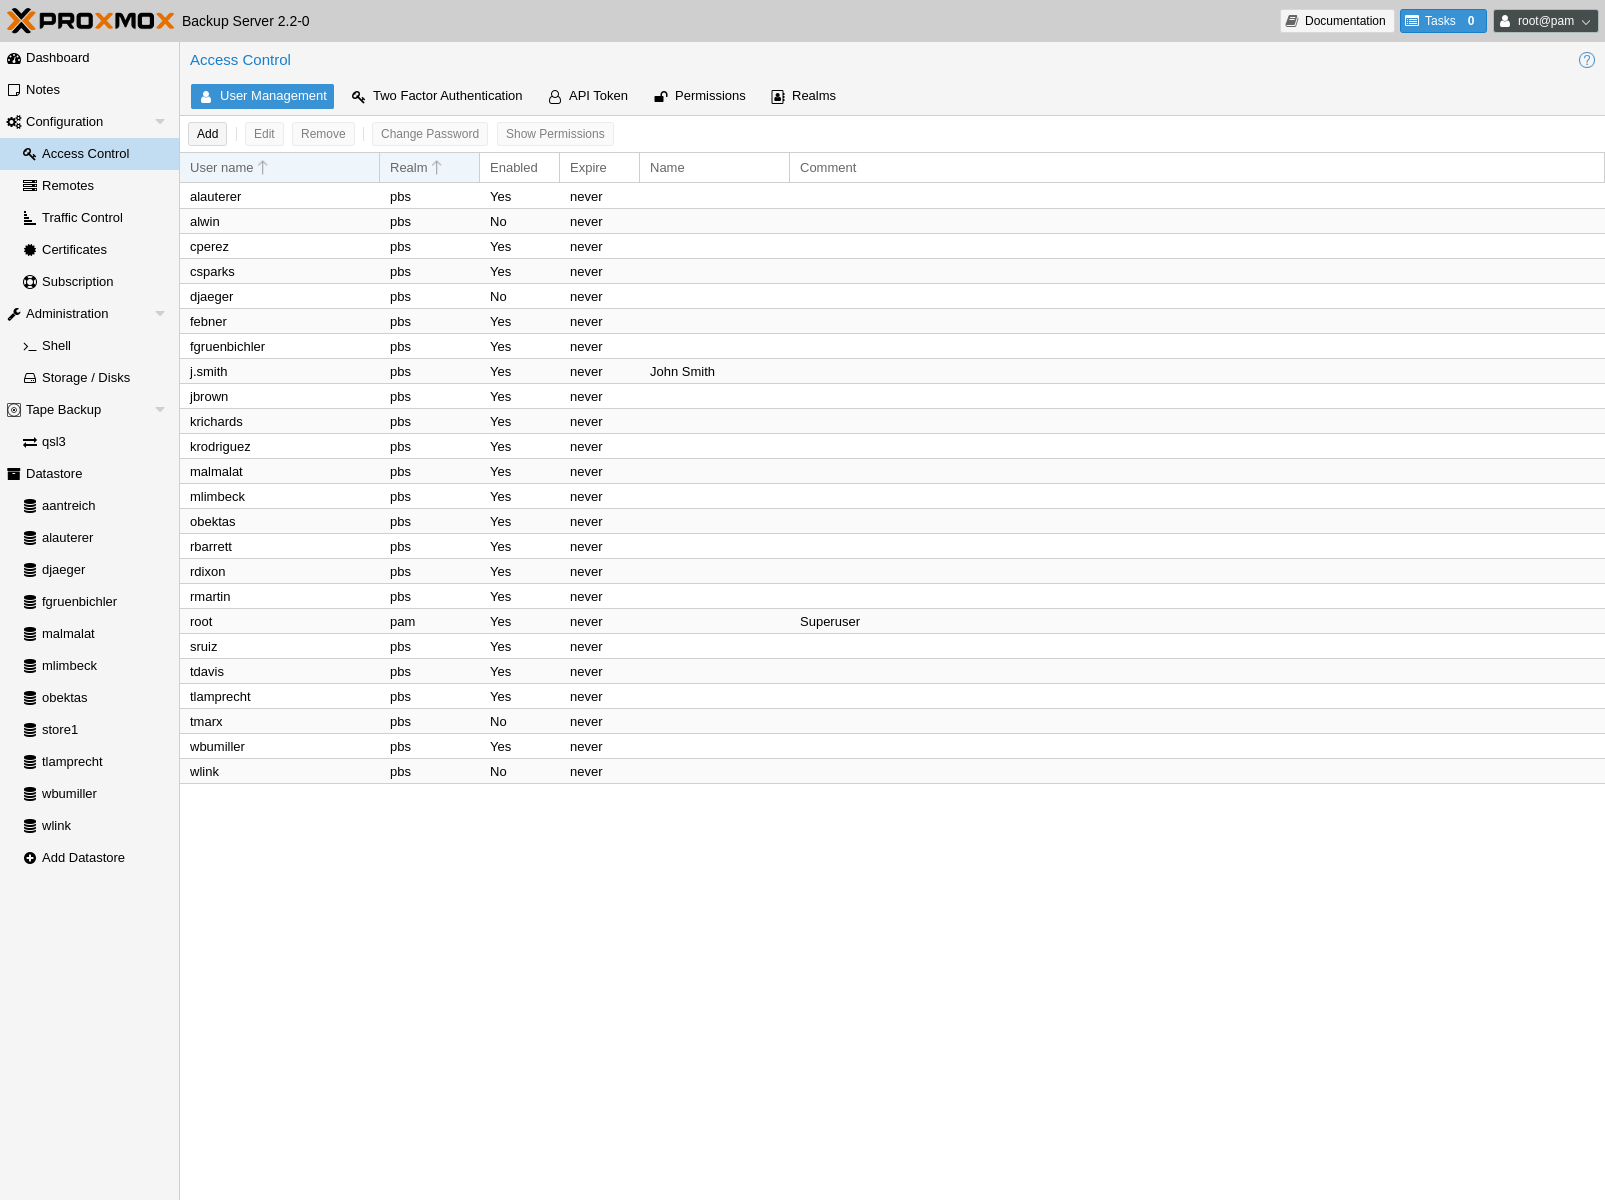 PROXMOX Backup Server 2.2-0 Documentation Tasks 0 root@pam
Dashboard
Notes
Configuration
Access Control
Remotes
Traffic Control
Certificates
Subscription
Administration
Shell
Storage / Disks
Tape Backup
qsl3
Datastore
aantreich
alauterer
djaeger
fgruenbichler
malmalat
mlimbeck
obektas
store1
tlamprecht
wbumiller
wlink
Add Datastore
Access Control
User Management Two Factor Authentication API Token Permissions Realms
Add Edit Remove Change Password Show Permissions
User name Realm Enabled Expire Name Comment
alauterer pbs Yes never
alwin pbs No never
cperez pbs Yes never
csparks pbs Yes never
djaeger pbs No never
febner pbs Yes never
fgruenbichler pbs Yes never
j.smith pbs Yes never John Smith
jbrown pbs Yes never
krichards pbs Yes never
krodriguez pbs Yes never
malmalat pbs Yes never
mlimbeck pbs Yes never
obektas pbs Yes never
rbarrett pbs Yes never
rdixon pbs Yes never
rmartin pbs Yes never
root pam Yes never Superuser
sruiz pbs Yes never
tdavis pbs Yes never
tlamprecht pbs Yes never
tmarx pbs No never
wbumiller pbs Yes never
wlink pbs No never